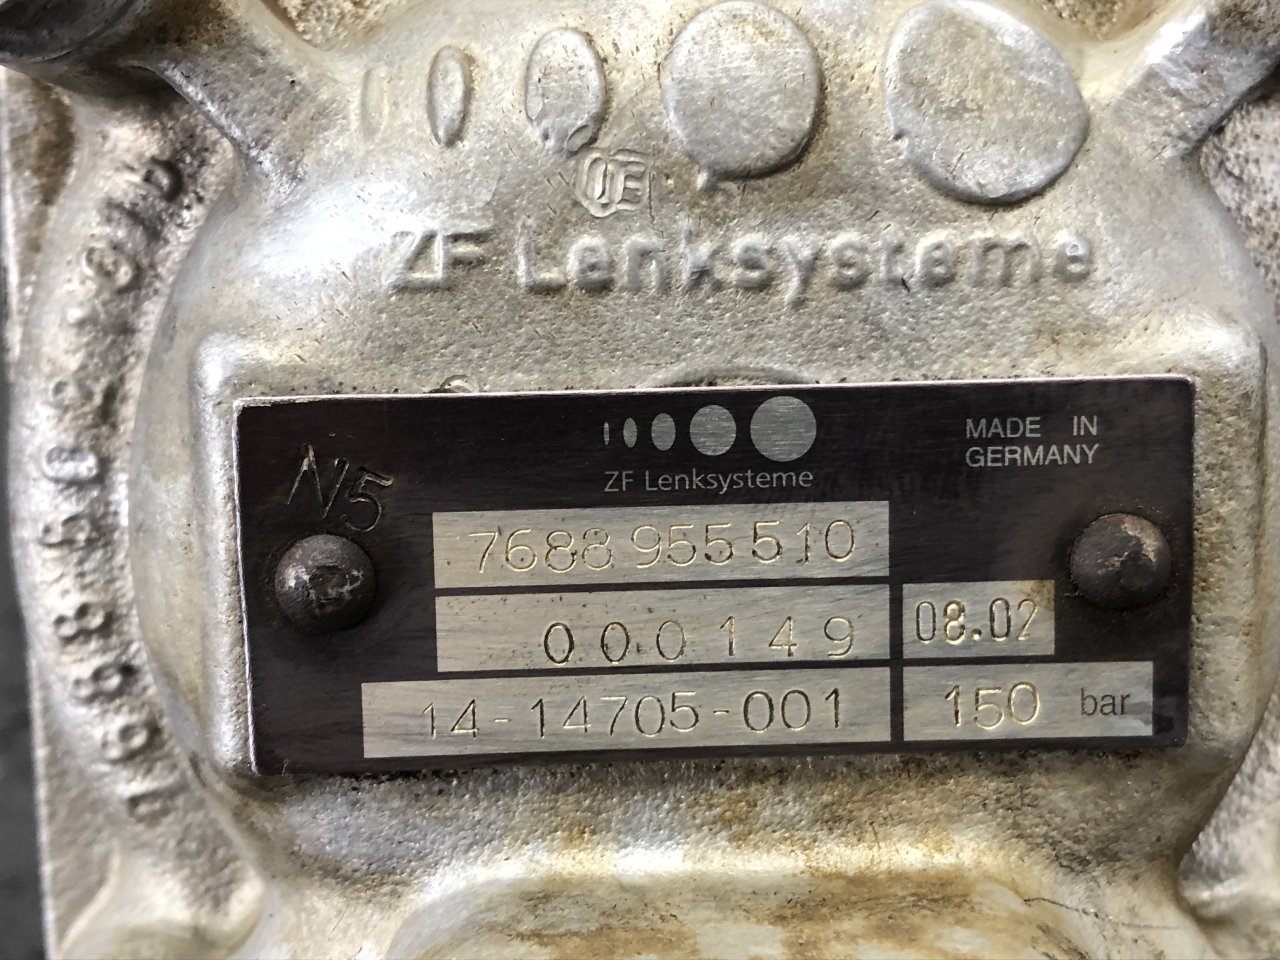 ZF Lenksysteme
MADE IN
GERMANY
ZF Lenksysteme
N5
7688 955 510
000149
08.02
14-14705-001
150 bar